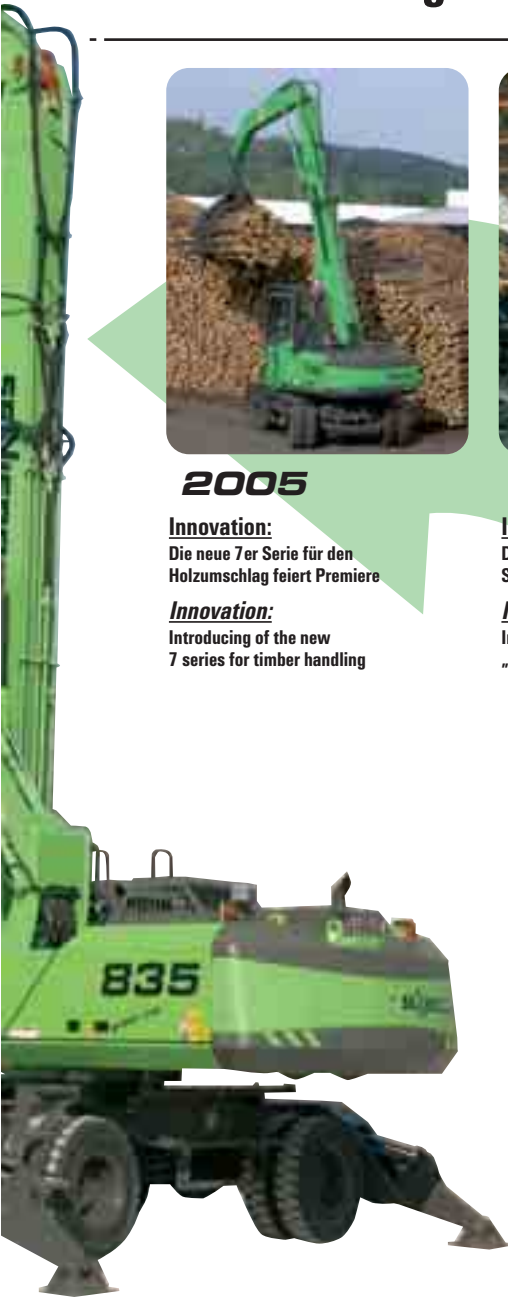 2005
Innovation:
Die neue 7er Serie für den
Holzumschlag feiert Premiere
Innovation:
Introducing of the new
7 series for timber handling
835